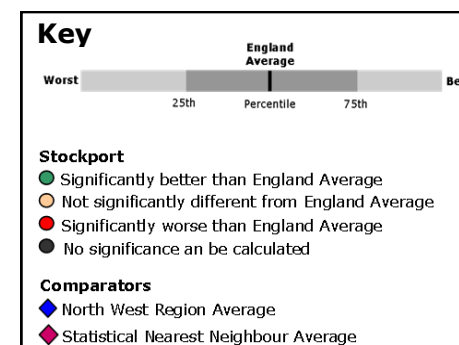 Key
England
Average
Worst
Be
25th Percentile 75th
Stockport
Significantly better than England Average
Not significantly different from England Average
Significantly worse than England Average
No significance an be calculated
Comparators
North West Region Average
Statistical Nearest Neighbour Average